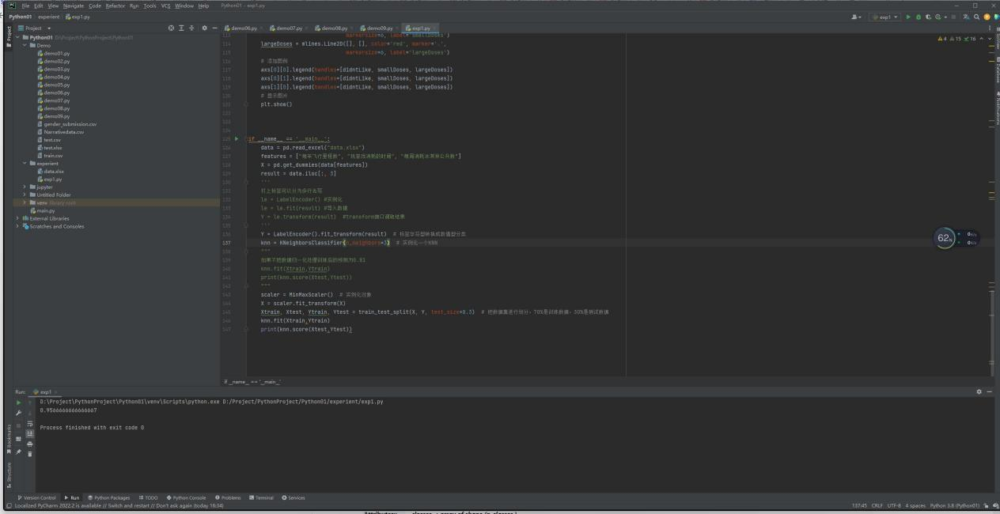 File Edit View Navigate Code Refactor Run Tools VCS Window Help Python01 - exp1.py
Python01 experient exp1.py
exp1
Project
demo06.py demo07.py demo08.py demo09.py exp1.py
Python01 D:\Project\PythonProject\Python01
Demo
demo01.py
demo02.py
demo03.py
demo04.py
demo05.py
demo06.py
demo07.py
demo08.py
demo09.py
gender_submission.csv
Narrativedata.csv
test.csv
test.xlsx
train.csv
experient
data.xlsx
exp1.py
jupyter
Untitled Folder
venv library root
main.py
External Libraries
Scratches and Consoles
4 15 16
113 markersize=6, label='smallDoses')
114 largeDoses = mlines.Line2D([], [], color='red', marker='.',
115 markersize=6, label='largeDoses')
116 # 添加图例
117 axs[0][0].legend(handles=[didntLike, smallDoses, largeDoses])
118 axs[0][1].legend(handles=[didntLike, smallDoses, largeDoses])
119 axs[1][0].legend(handles=[didntLike, smallDoses, largeDoses])
120 # 显示图片
121 plt.show()
122
123
124
125 if __name__ == '__main__':
126 data = pd.read_excel("data.xlsx")
127 features = ["每年飞行里程数", "玩游戏消耗的时间", "每周消耗冰淇淋公升数"]
128 X = pd.get_dummies(data[features])
129 result = data.iloc[:, 3]
130 '''
131 打上标签可以分为多行去写
132 le = LabelEncoder() #实例化
133 le = le.fit(result) #导入数据
134 Y = le.transform(result) #transform接口调取结果
135 '''
136 Y = LabelEncoder().fit_transform(result) # 标签字符型转换成数值型分类
137 knn = KNeighborsClassifier(n_neighbors=3) # 实例化一个KNN
138 """
139 如果不把数据归一化处理训练后的预测为0.81
140 knn.fit(Xtrain,Ytrain)
141 print(knn.score(Xtest,Ytest))
142 """
143 scaler = MinMaxScaler() # 实例化对象
144 X = scaler.fit_transform(X)
145 Xtrain, Xtest, Ytrain, Ytest = train_test_split(X, Y, test_size=0.3) # 把数据集进行划分，70%是训练数据，30%是测试数据
146 knn.fit(Xtrain,Ytrain)
147 print(knn.score(Xtest,Ytest))
if __name__ == '__main__'
62%
0K/s
0K/s
Project
Bookmarks
Structure
SciView
Database
Notifications
Run: exp1
D:\Project\PythonProject\Python01\venv\Scripts\python.exe D:/Project/PythonProject/Python01/experient/exp1.py
0.9566666666666667
Process finished with exit code 0
Version Control Run Python Packages TODO Python Console Problems Terminal Services
Localized PyCharm 2022.2 is available // Switch and restart // Don't ask again (today 16:34)
137:45 CRLF UTF-8 4 spaces Python 3.8 (Python01)